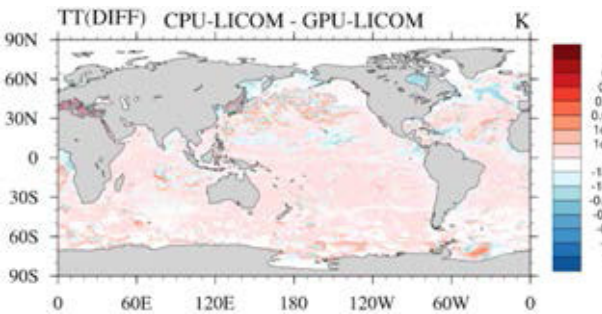 TT(DIFF) CPU-LICOM - GPU-LICOM K
90N
60N
30N
0
30S
60S
90S
0 60E 120E 180 120W 60W 0